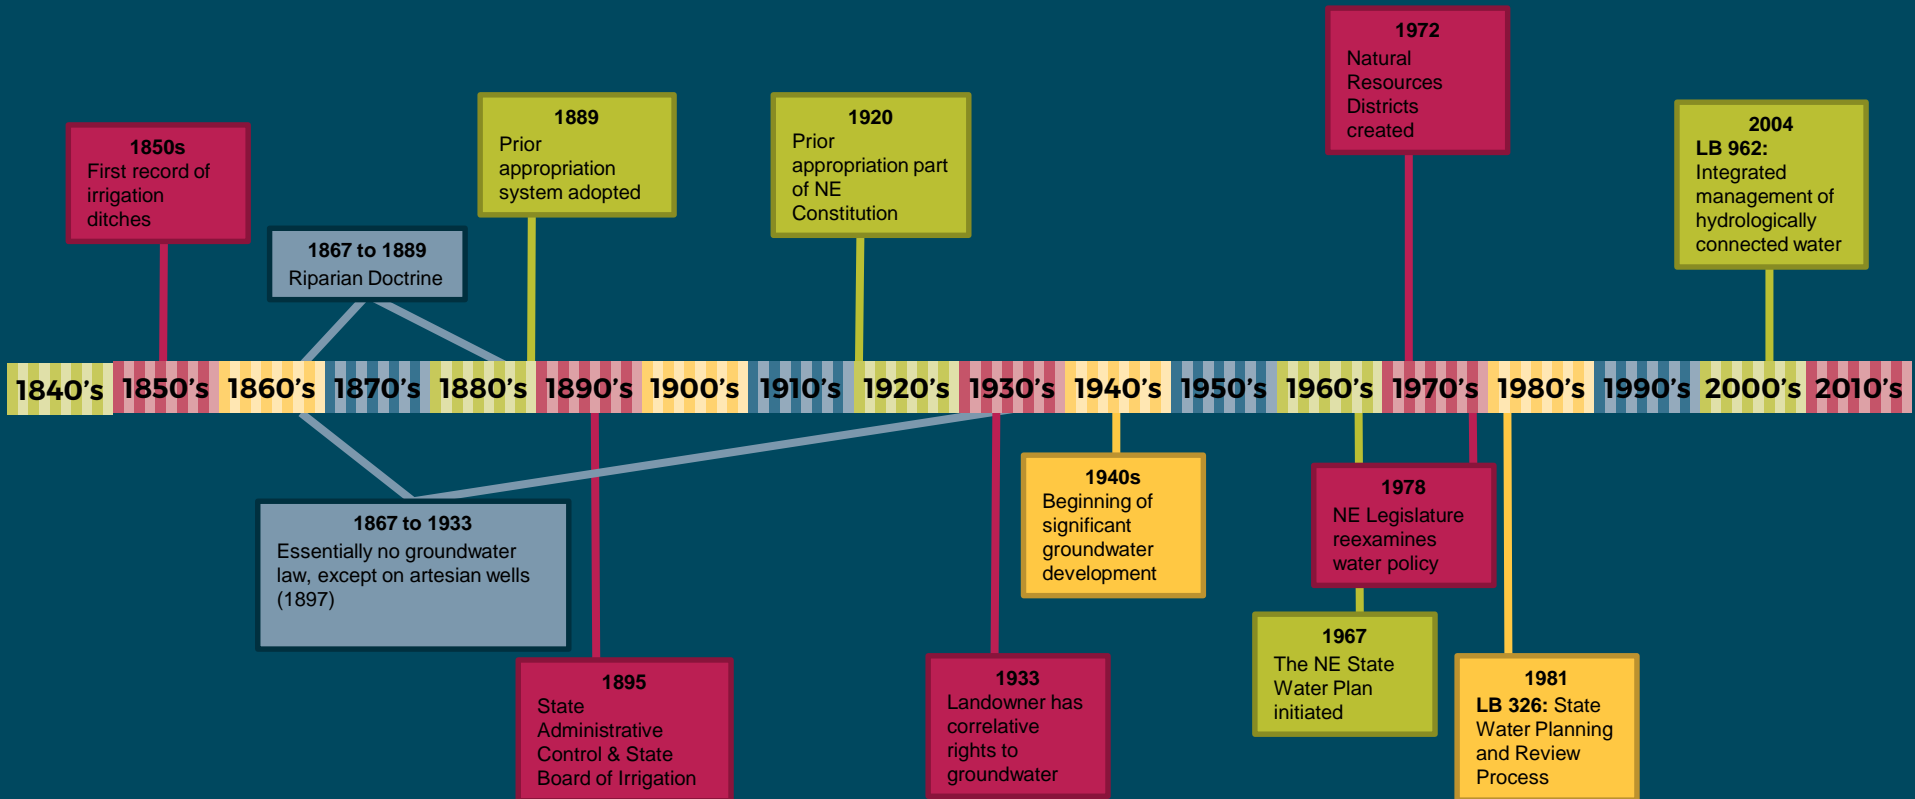 1850s
First record of
irrigation
ditches
1867 to 1889
Riparian Doctrine
1889
Prior
appropriation
system adopted
1920
Prior
appropriation part
of NE
Constitution
1972
Natural
Resources
Districts
created
2004
LB 962:
Integrated
management of
hydrologically
connected water
1840's 1850's 1860's 1870's 1880's 1890's 1900's 1910's 1920's 1930's 1940's 1950's 1960's 1970's 1980's 1990's 2000's 2010's
1867 to 1933
Essentially no groundwater
law, except on artesian wells
(1897)
1895
State
Administrative
Control & State
Board of Irrigation
1933
Landowner has
correlative
rights to
groundwater
1940s
Beginning of
significant
groundwater
development
1978
NE Legislature
reexamines
water policy
1967
The NE State
Water Plan
initiated
1981
LB 326: State
Water Planning
and Review
Process